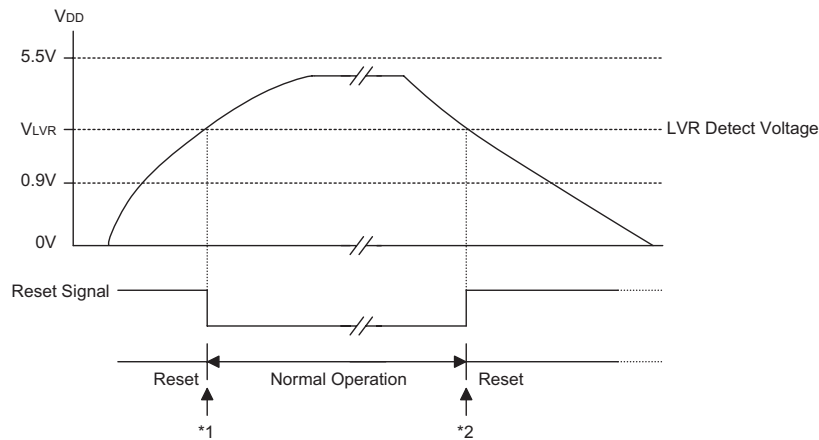 VDD
5.5V
VLVR
LVR Detect Voltage
0.9V
0V
Reset Signal
Reset
Normal Operation
Reset
*1
*2